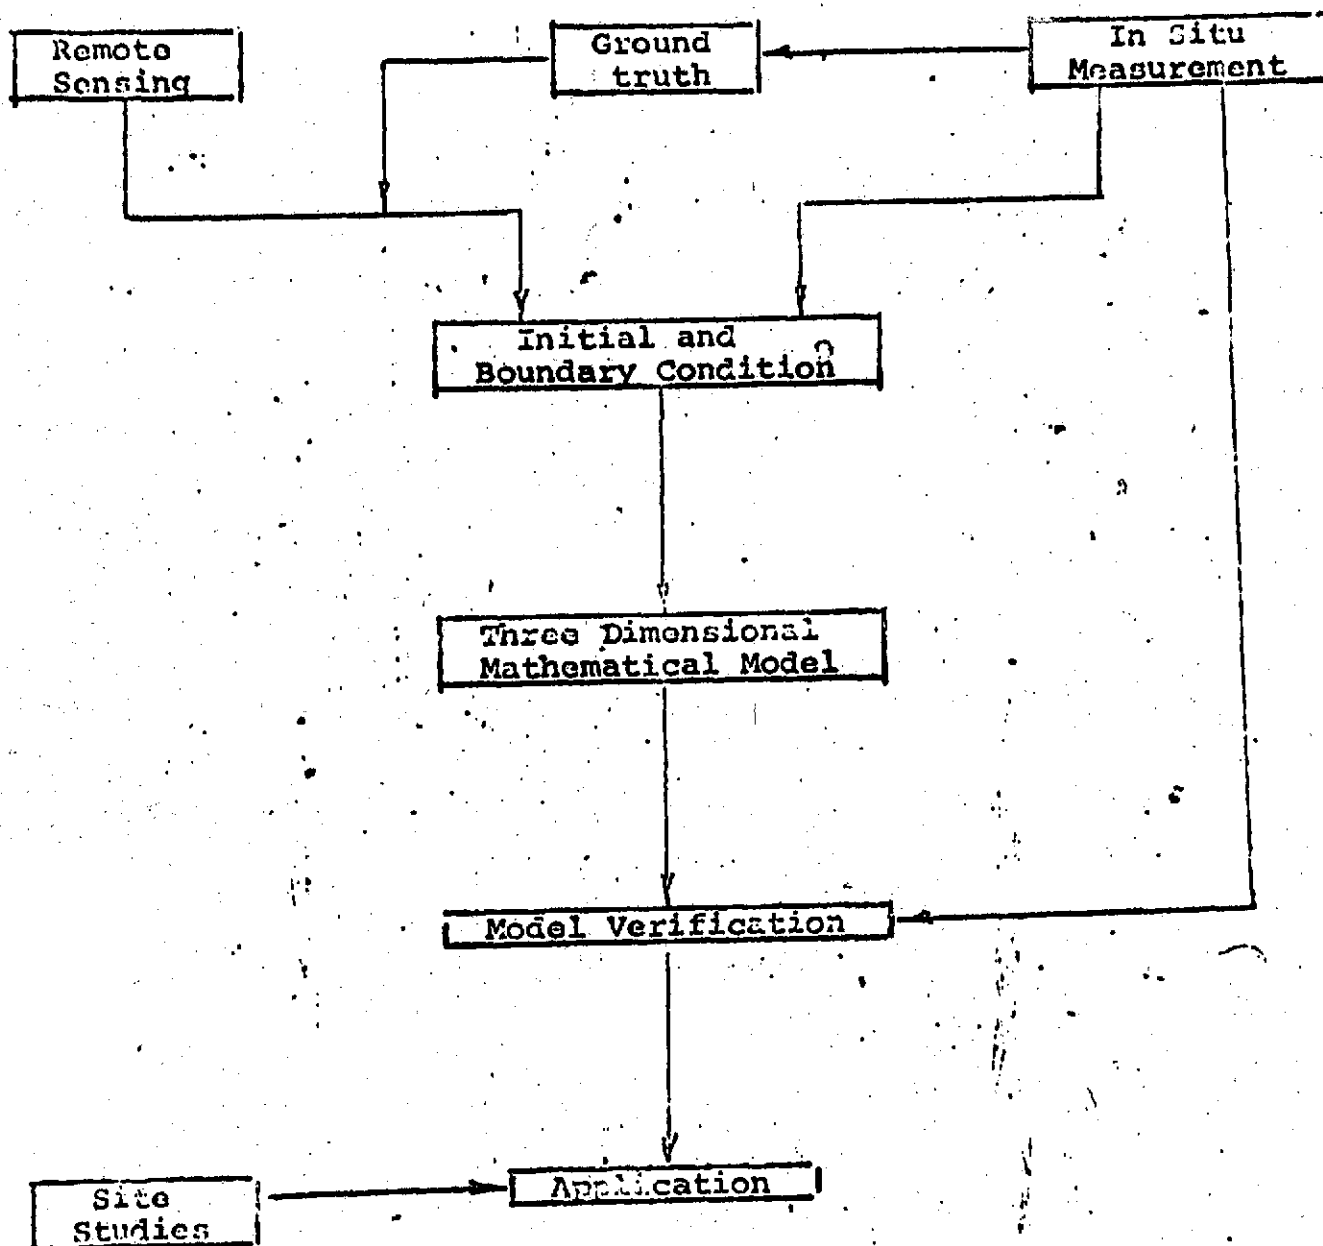 Remote
Sensing
Ground
truth
In Situ
Measurement
Initial and
Boundary Condition
Three Dimensional
Mathematical Model
Model Verification
Application
Site
Studies